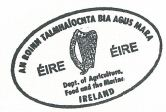 AN ROINN TALMHAÍOCHTA BIA AGUS MARA
ÉIRE ÉIRE
Dept. of Agriculture,
Food and the Marine
IRELAND